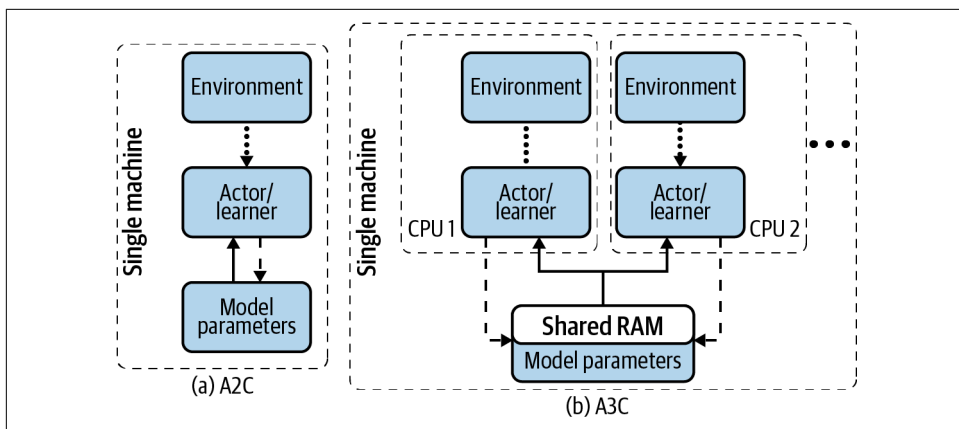 Single machine
Environment
Actor/
learner
Model
parameters
(a) A2C
Single machine
Environment
Actor/
learner
CPU 1
Environment
Actor/
learner
CPU 2
Shared RAM
Model parameters
(b) A3C